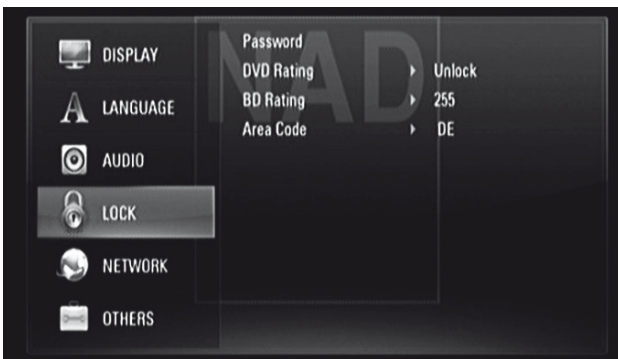 DISPLAY
LANGUAGE
AUDIO
LOCK
NETWORK
OTHERS
NAD
Password
DVD Rating Unlock
BD Rating 255
Area Code DE